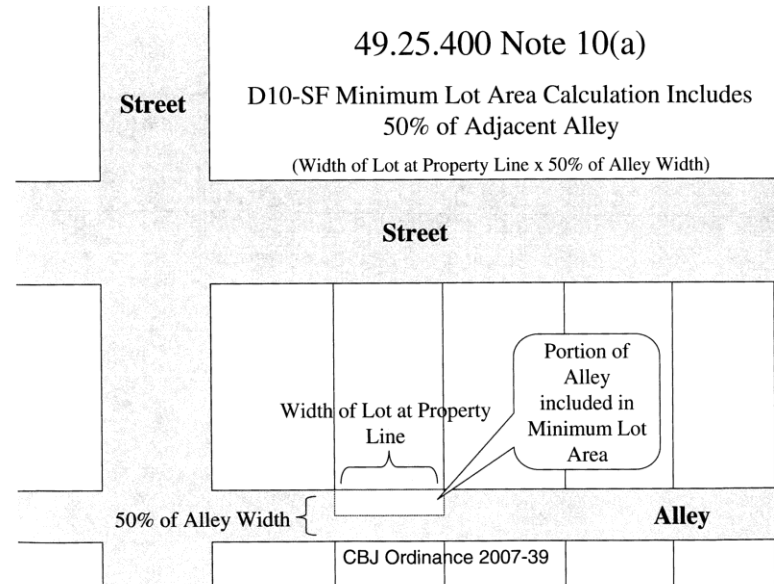 49.25.400 Note 10(a)
D10-SF Minimum Lot Area Calculation Includes
50% of Adjacent Alley
(Width of Lot at Property Line x 50% of Alley Width)
Street
Street
Portion of
Alley
included in
Minimum Lot
Area
Width of Lot at Property
Line
50% of Alley Width
Alley
CBJ Ordinance 2007-39